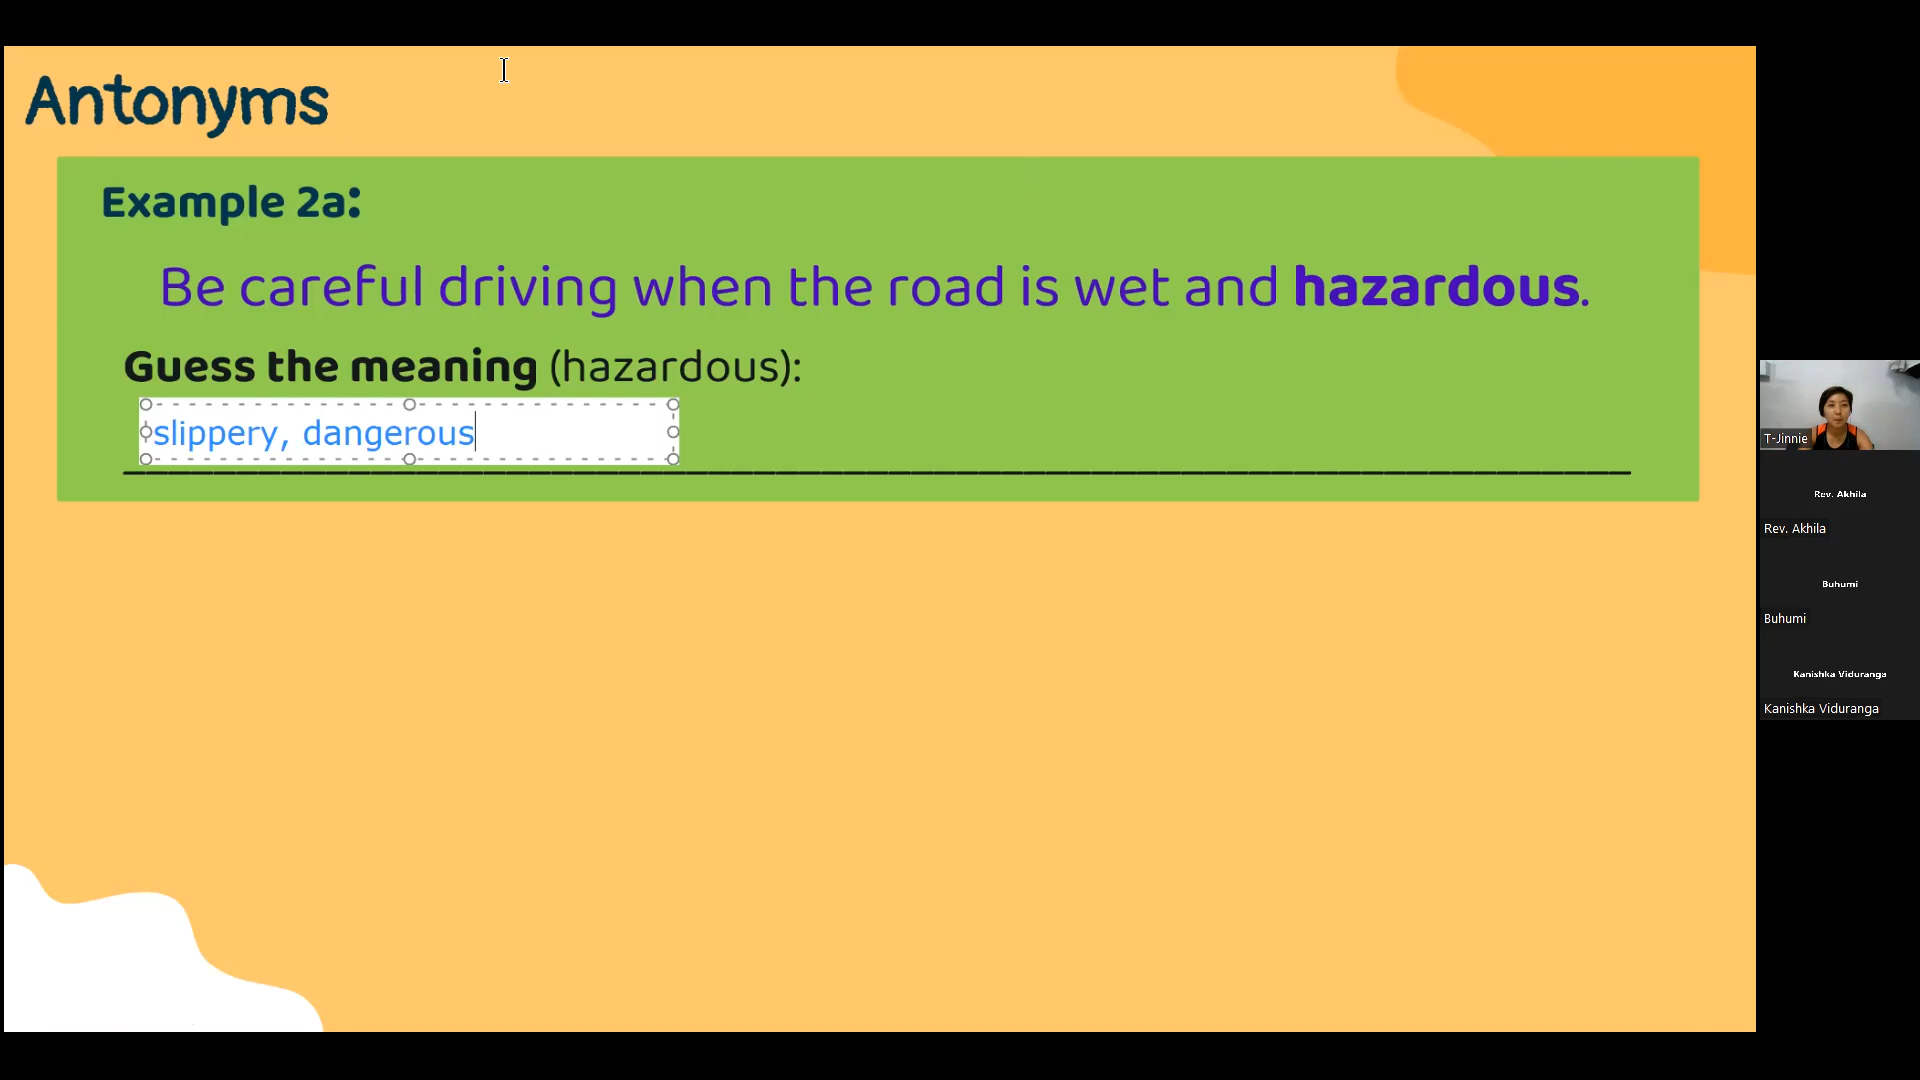 Antonyms
Example 2a:
Be careful driving when the road is wet and hazardous.
Guess the meaning (hazardous):
slippery, dangerous
T-Jinnie
Rev. Akhila
Rev. Akhila
Buhumi
Buhumi
Kanishka Viduranga
Kanishka Viduranga